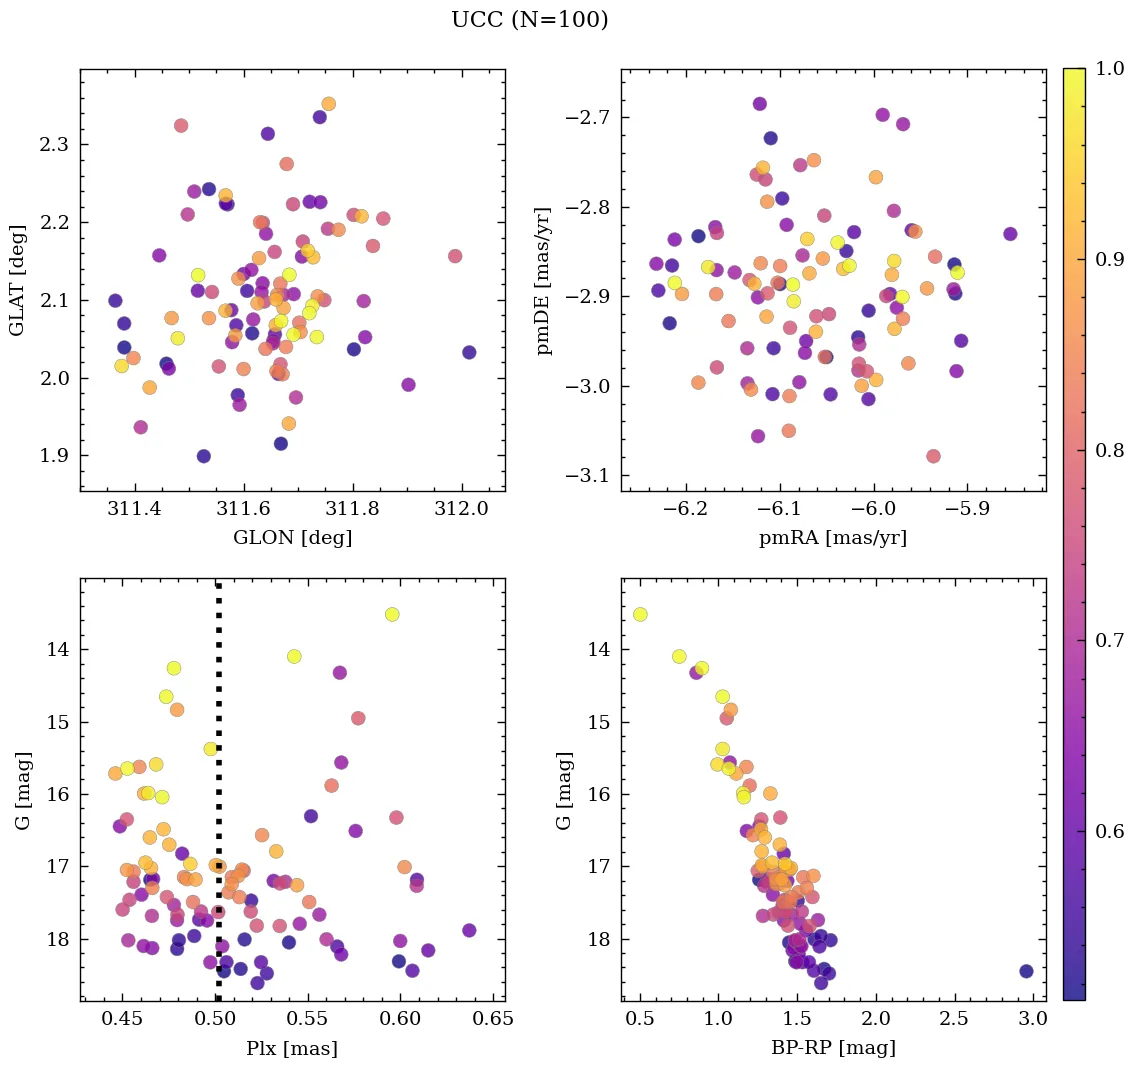 UCC (N=100)
GLAT [deg]
2.3
2.2
2.1
2.0
1.9
311.4 311.6 311.8 312.0
GLON [deg]
pmDE [mas/yr]
−2.7
−2.8
−2.9
−3.0
−3.1
−6.2 −6.1 −6.0 −5.9
pmRA [mas/yr]
G [mag]
14
15
16
17
18
0.45 0.50 0.55 0.60 0.65
Plx [mas]
G [mag]
14
15
16
17
18
0.5 1.0 1.5 2.0 2.5 3.0
BP-RP [mag]
1.0
0.9
0.8
0.7
0.6